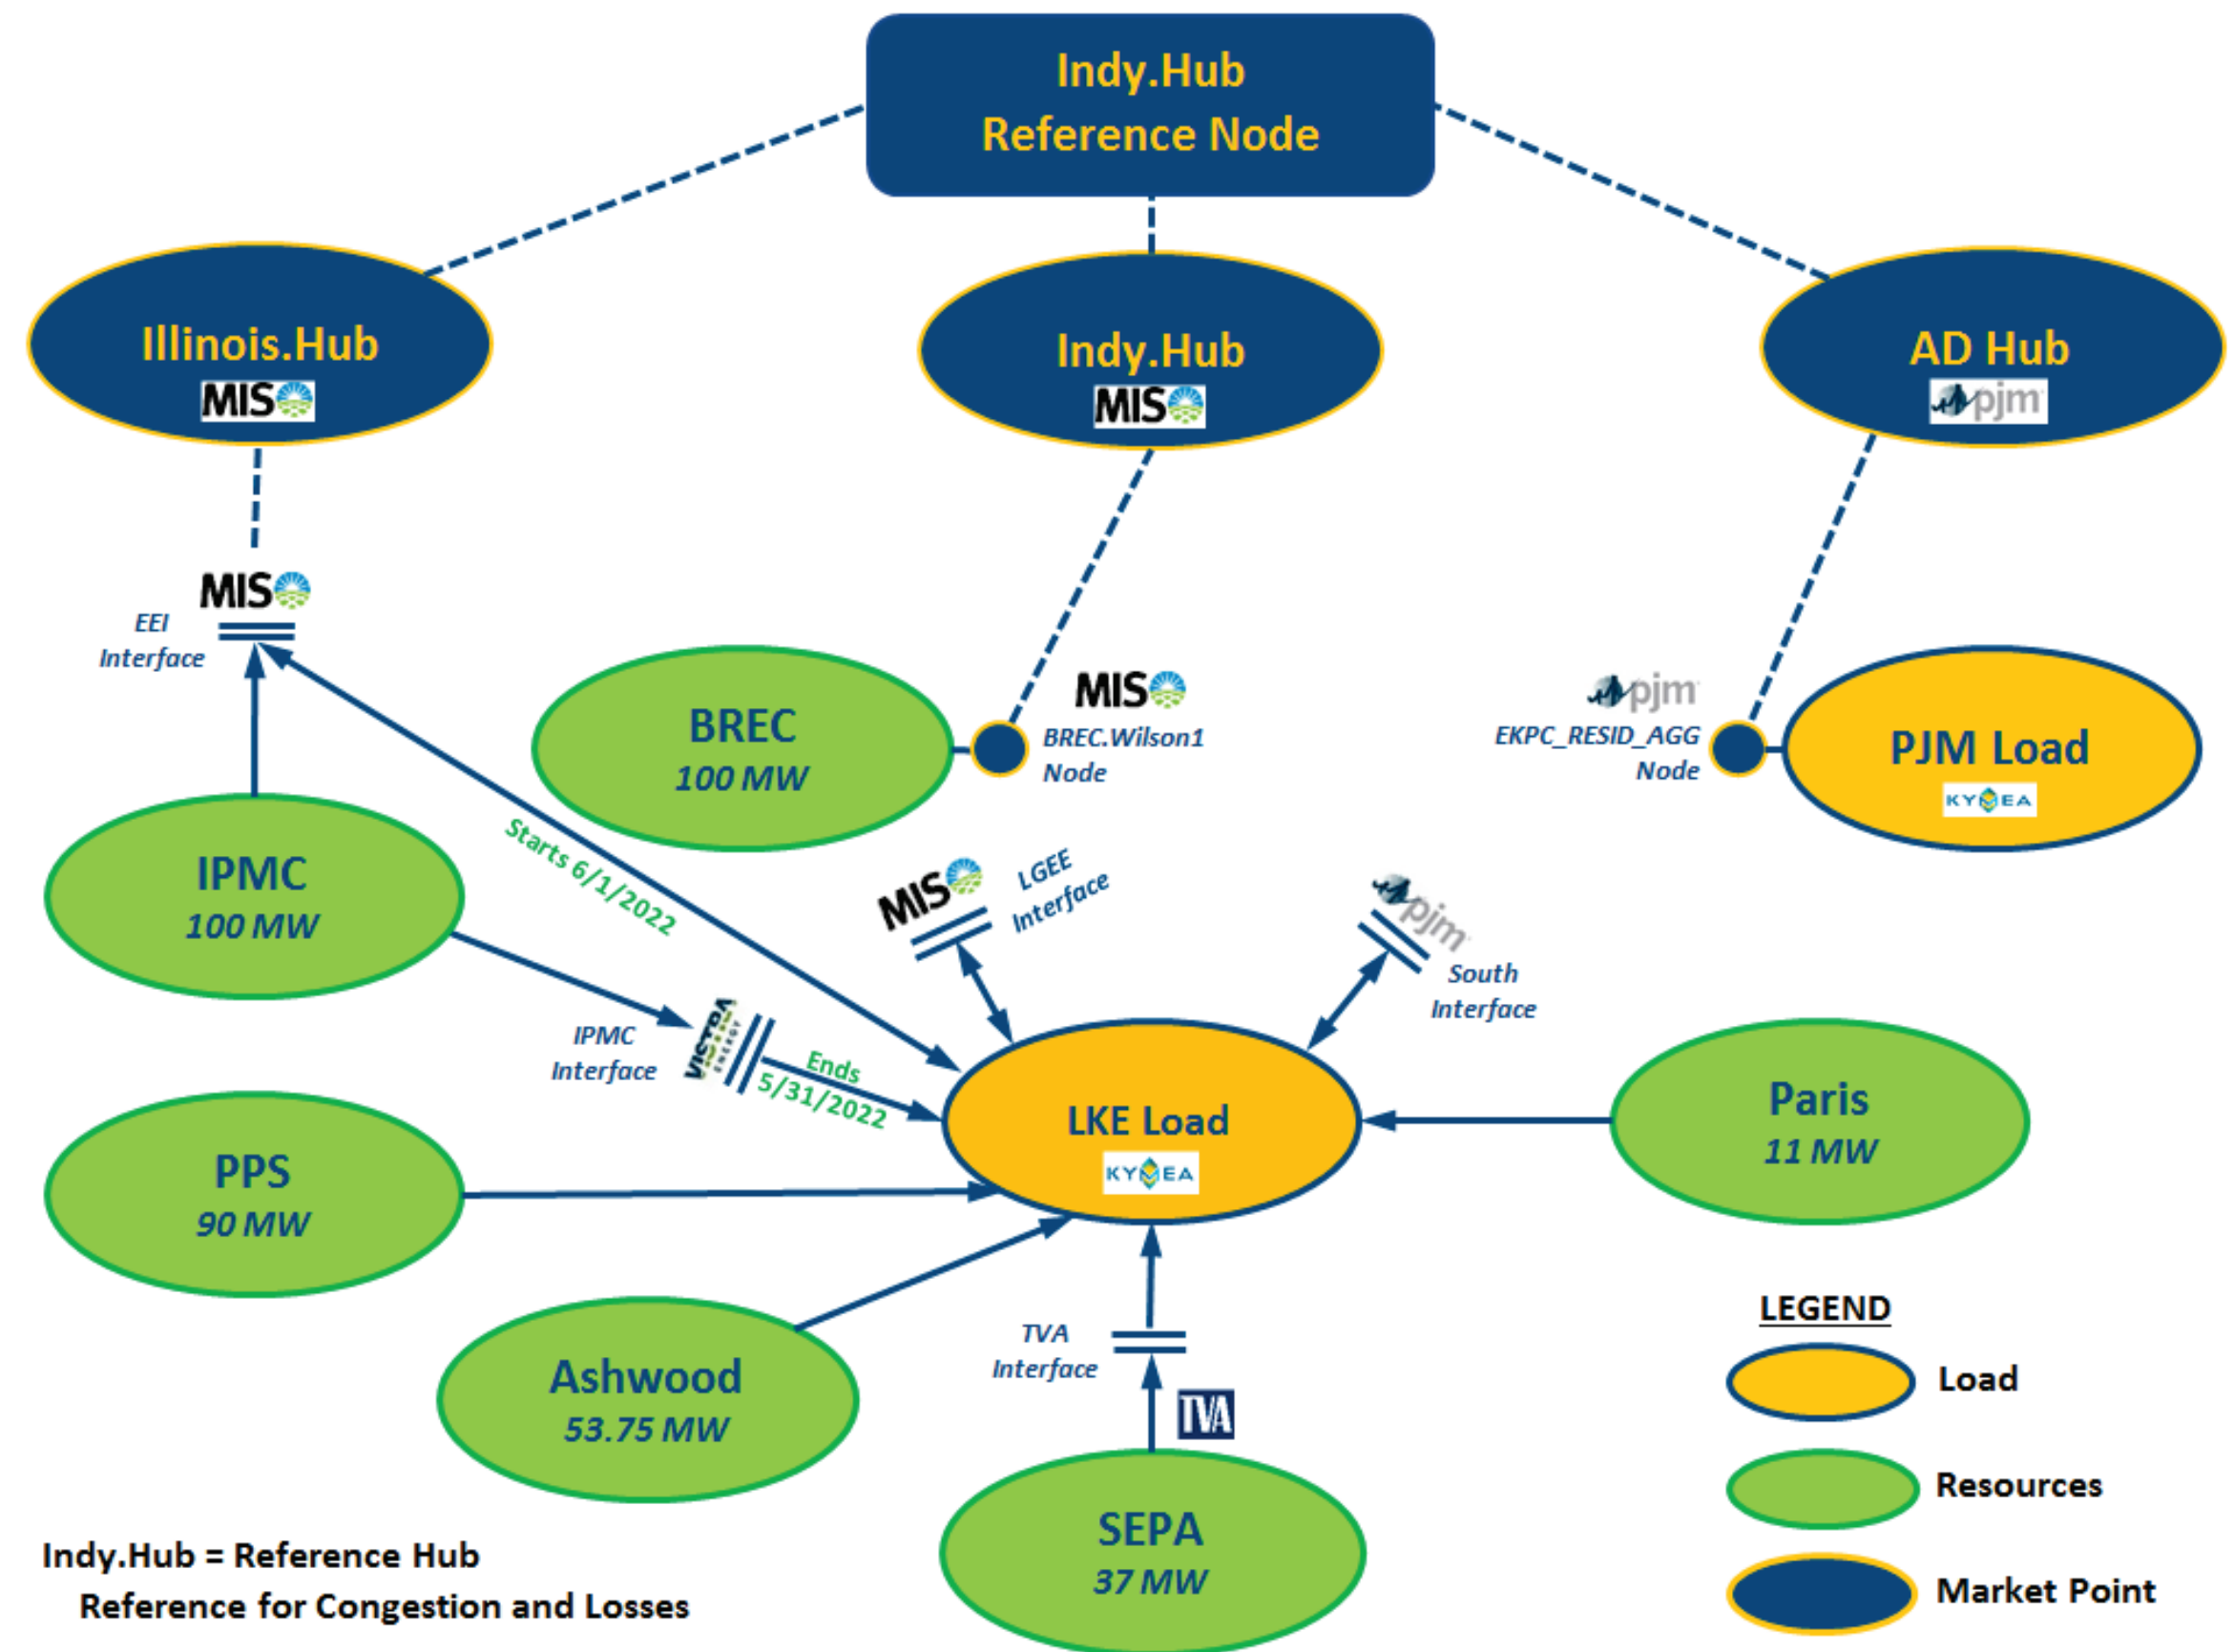 Indy.Hub
Reference Node
Illinois.Hub
MISO
Indy.Hub
MISO
AD Hub
pjm
MISO
EEI
Interface
BREC
100 MW
MISO
BREC.Wilson1
Node
pjm
EKPC_RESID_AGG
Node
PJM Load
KYMEA
IPMC
100 MW
Starts 6/1/2022
MISO
LGEE
Interface
pjm
South
Interface
IPMC
Interface
VISTRA
ENERGY
Ends
5/31/2022
LKE Load
KYMEA
Paris
11 MW
PPS
90 MW
Ashwood
53.75 MW
TVA
Interface
TVA
SEPA
37 MW
LEGEND
Load
Resources
Market Point
Indy.Hub = Reference Hub
Reference for Congestion and Losses